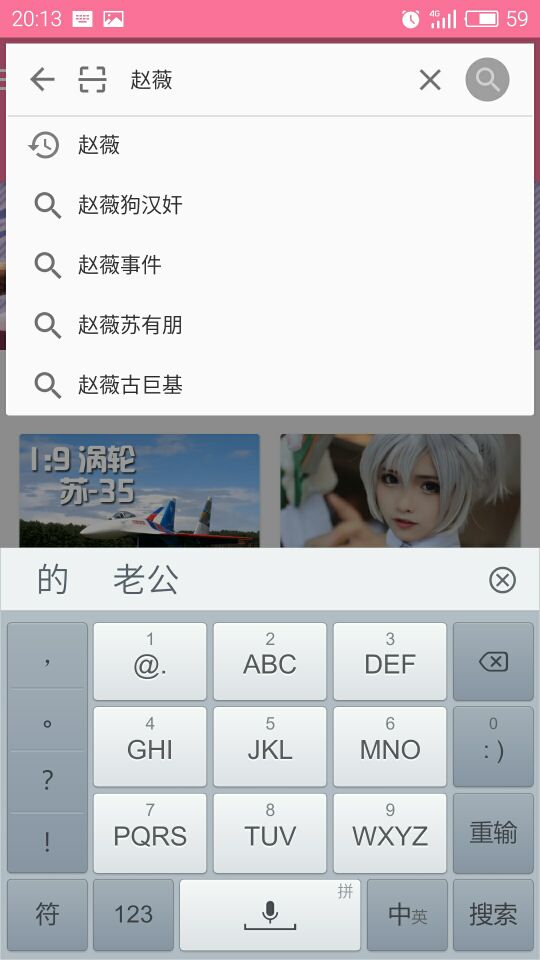 20:13 4G 59
赵薇
赵薇
赵薇狗汉奸
赵薇事件
赵薇苏有朋
赵薇古巨基
1:9 涡轮
苏-35
的 老公
， 1 2 3
@. ABC DEF
。 4 5 6 0
GHI JKL MNO :)
？ 7 8 9
PQRS TUV WXYZ 重输
！
拼
符 123 中英 搜索